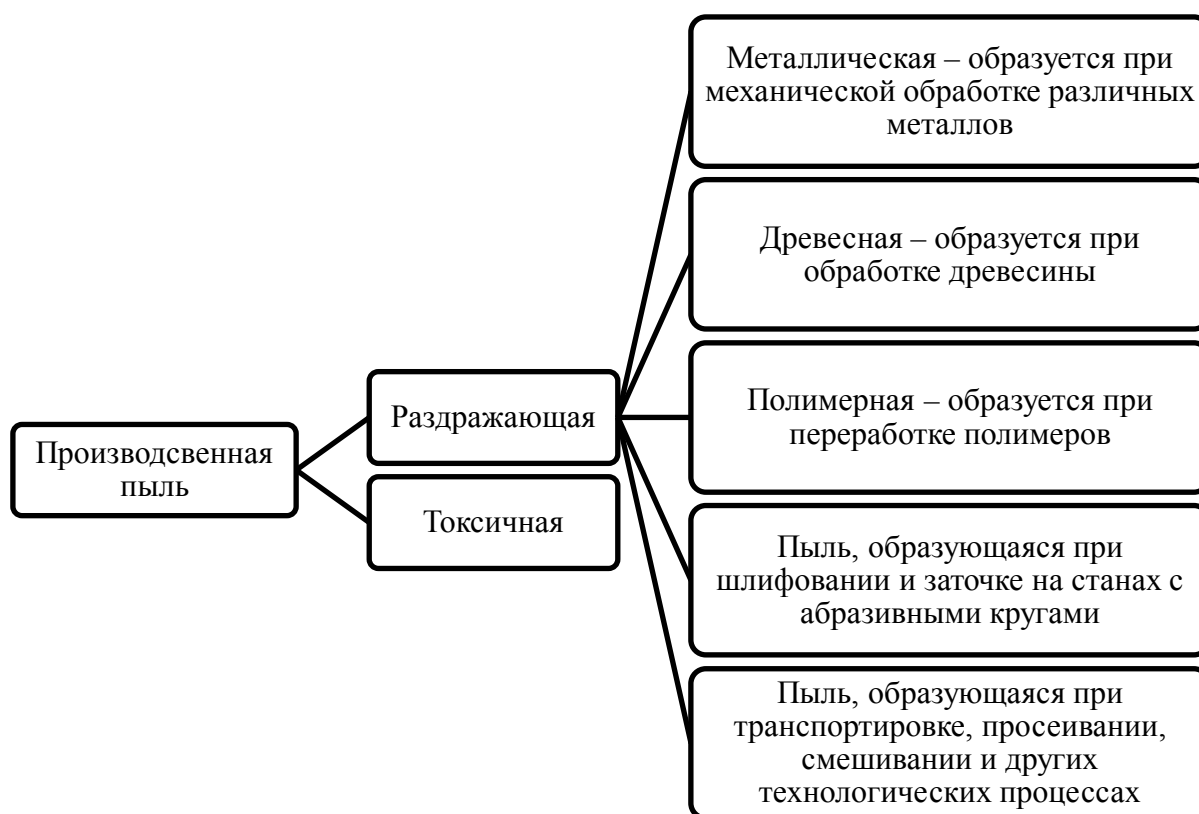 Производсвенная
пыль
Раздражающая
Токсичная
Металлическая – образуется при
механической обработке различных
металлов
Древесная – образуется при
обработке древесины
Полимерная – образуется при
переработке полимеров
Пыль, образующаяся при
шлифовании и заточке на станах с
абразивными кругами
Пыль, образующаяся при
транспортировке, просеивании,
смешивании и других
технологических процессах